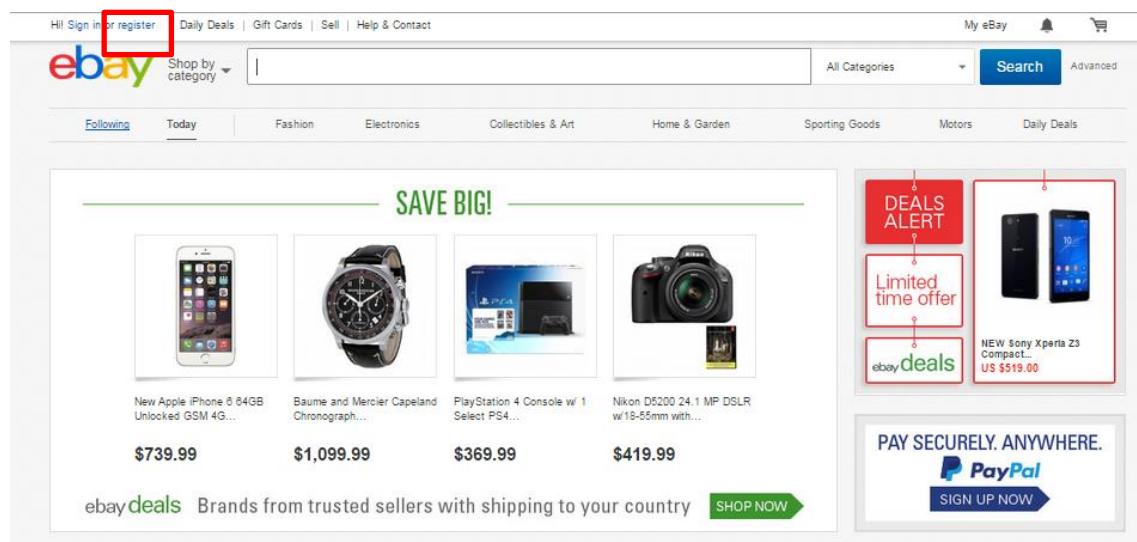 Hi! Sign in or register Daily Deals | Gift Cards | Sell | Help & Contact My eBay
ebay Shop by category All Categories Search Advanced
Following Today Fashion Electronics Collectibles & Art Home & Garden Sporting Goods Motors Daily Deals
SAVE BIG!
New Apple iPhone 6 64GB
Unlocked GSM 4G...
$739.99
Baume and Mercier Capeland
Chronograph...
$1,099.99
PlayStation 4 Console w/ 1
Select PS4...
$369.99
Nikon D5200 24.1 MP DSLR
w/18-55mm with...
$419.99
ebay deals Brands from trusted sellers with shipping to your country SHOP NOW
DEALS
ALERT
Limited
time offer
ebay deals
NEW Sony Xperia Z3
Compact...
US $519.00
PAY SECURELY. ANYWHERE.
PayPal
SIGN UP NOW